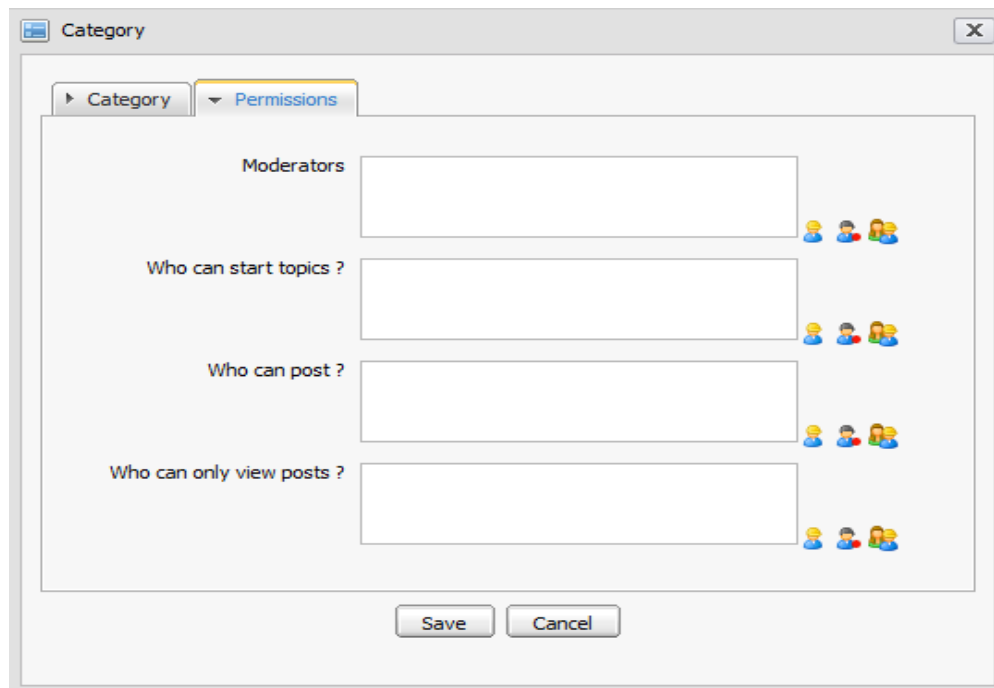 Category
Category
Permissions
Moderators
Who can start topics ?
Who can post ?
Who can only view posts ?
Save
Cancel